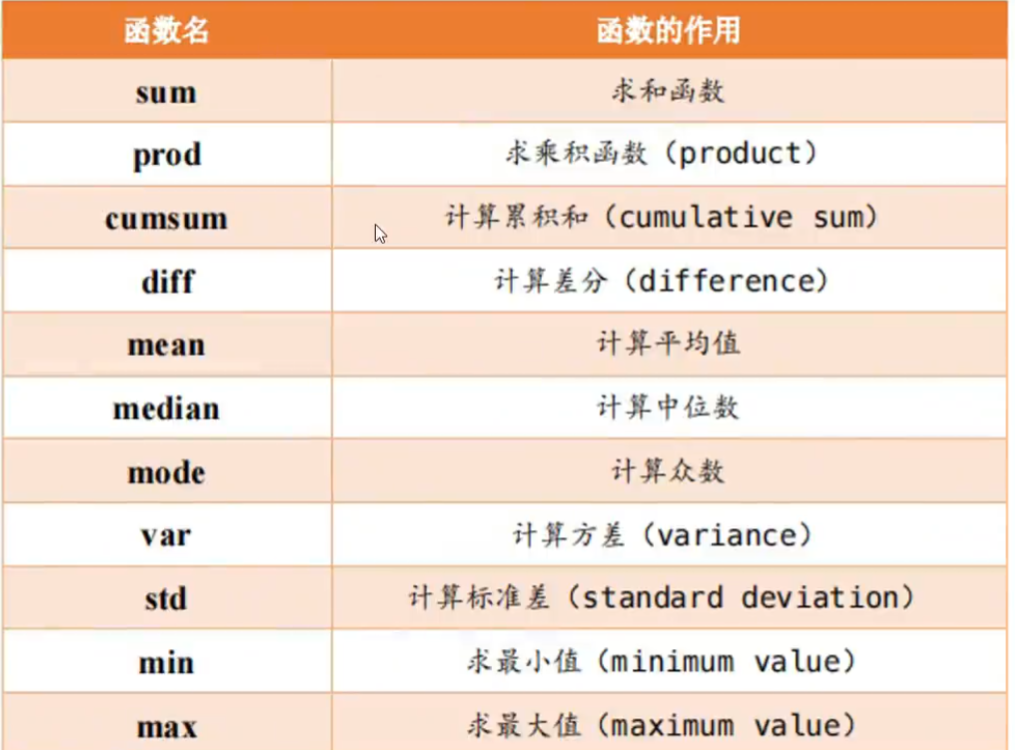 函数名 函数的作用
sum 求和函数
prod 求乘积函数（product）
cumsum 计算累积和（cumulative sum）
diff 计算差分（difference）
mean 计算平均值
median 计算中位数
mode 计算众数
var 计算方差（variance）
std 计算标准差（standard deviation）
min 求最小值（minimum value）
max 求最大值（maximum value）